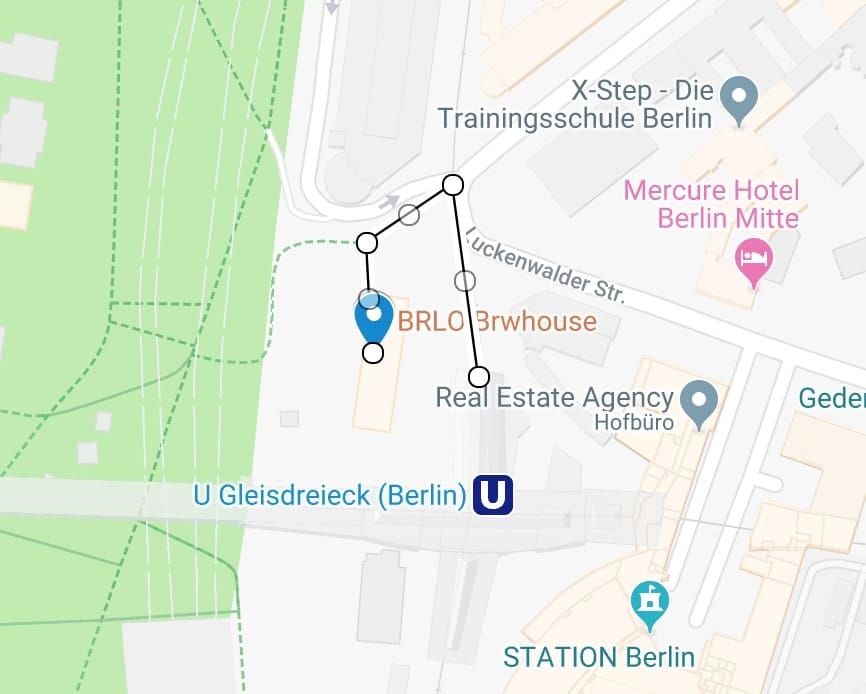 X-Step - Die
Trainingsschule Berlin
Mercure Hotel
Berlin Mitte
Luckenwalder Str.
BRLO Brwhouse
Real Estate Agency
Hofbüro
Geder
U Gleisdreieck (Berlin) U
STATION Berlin